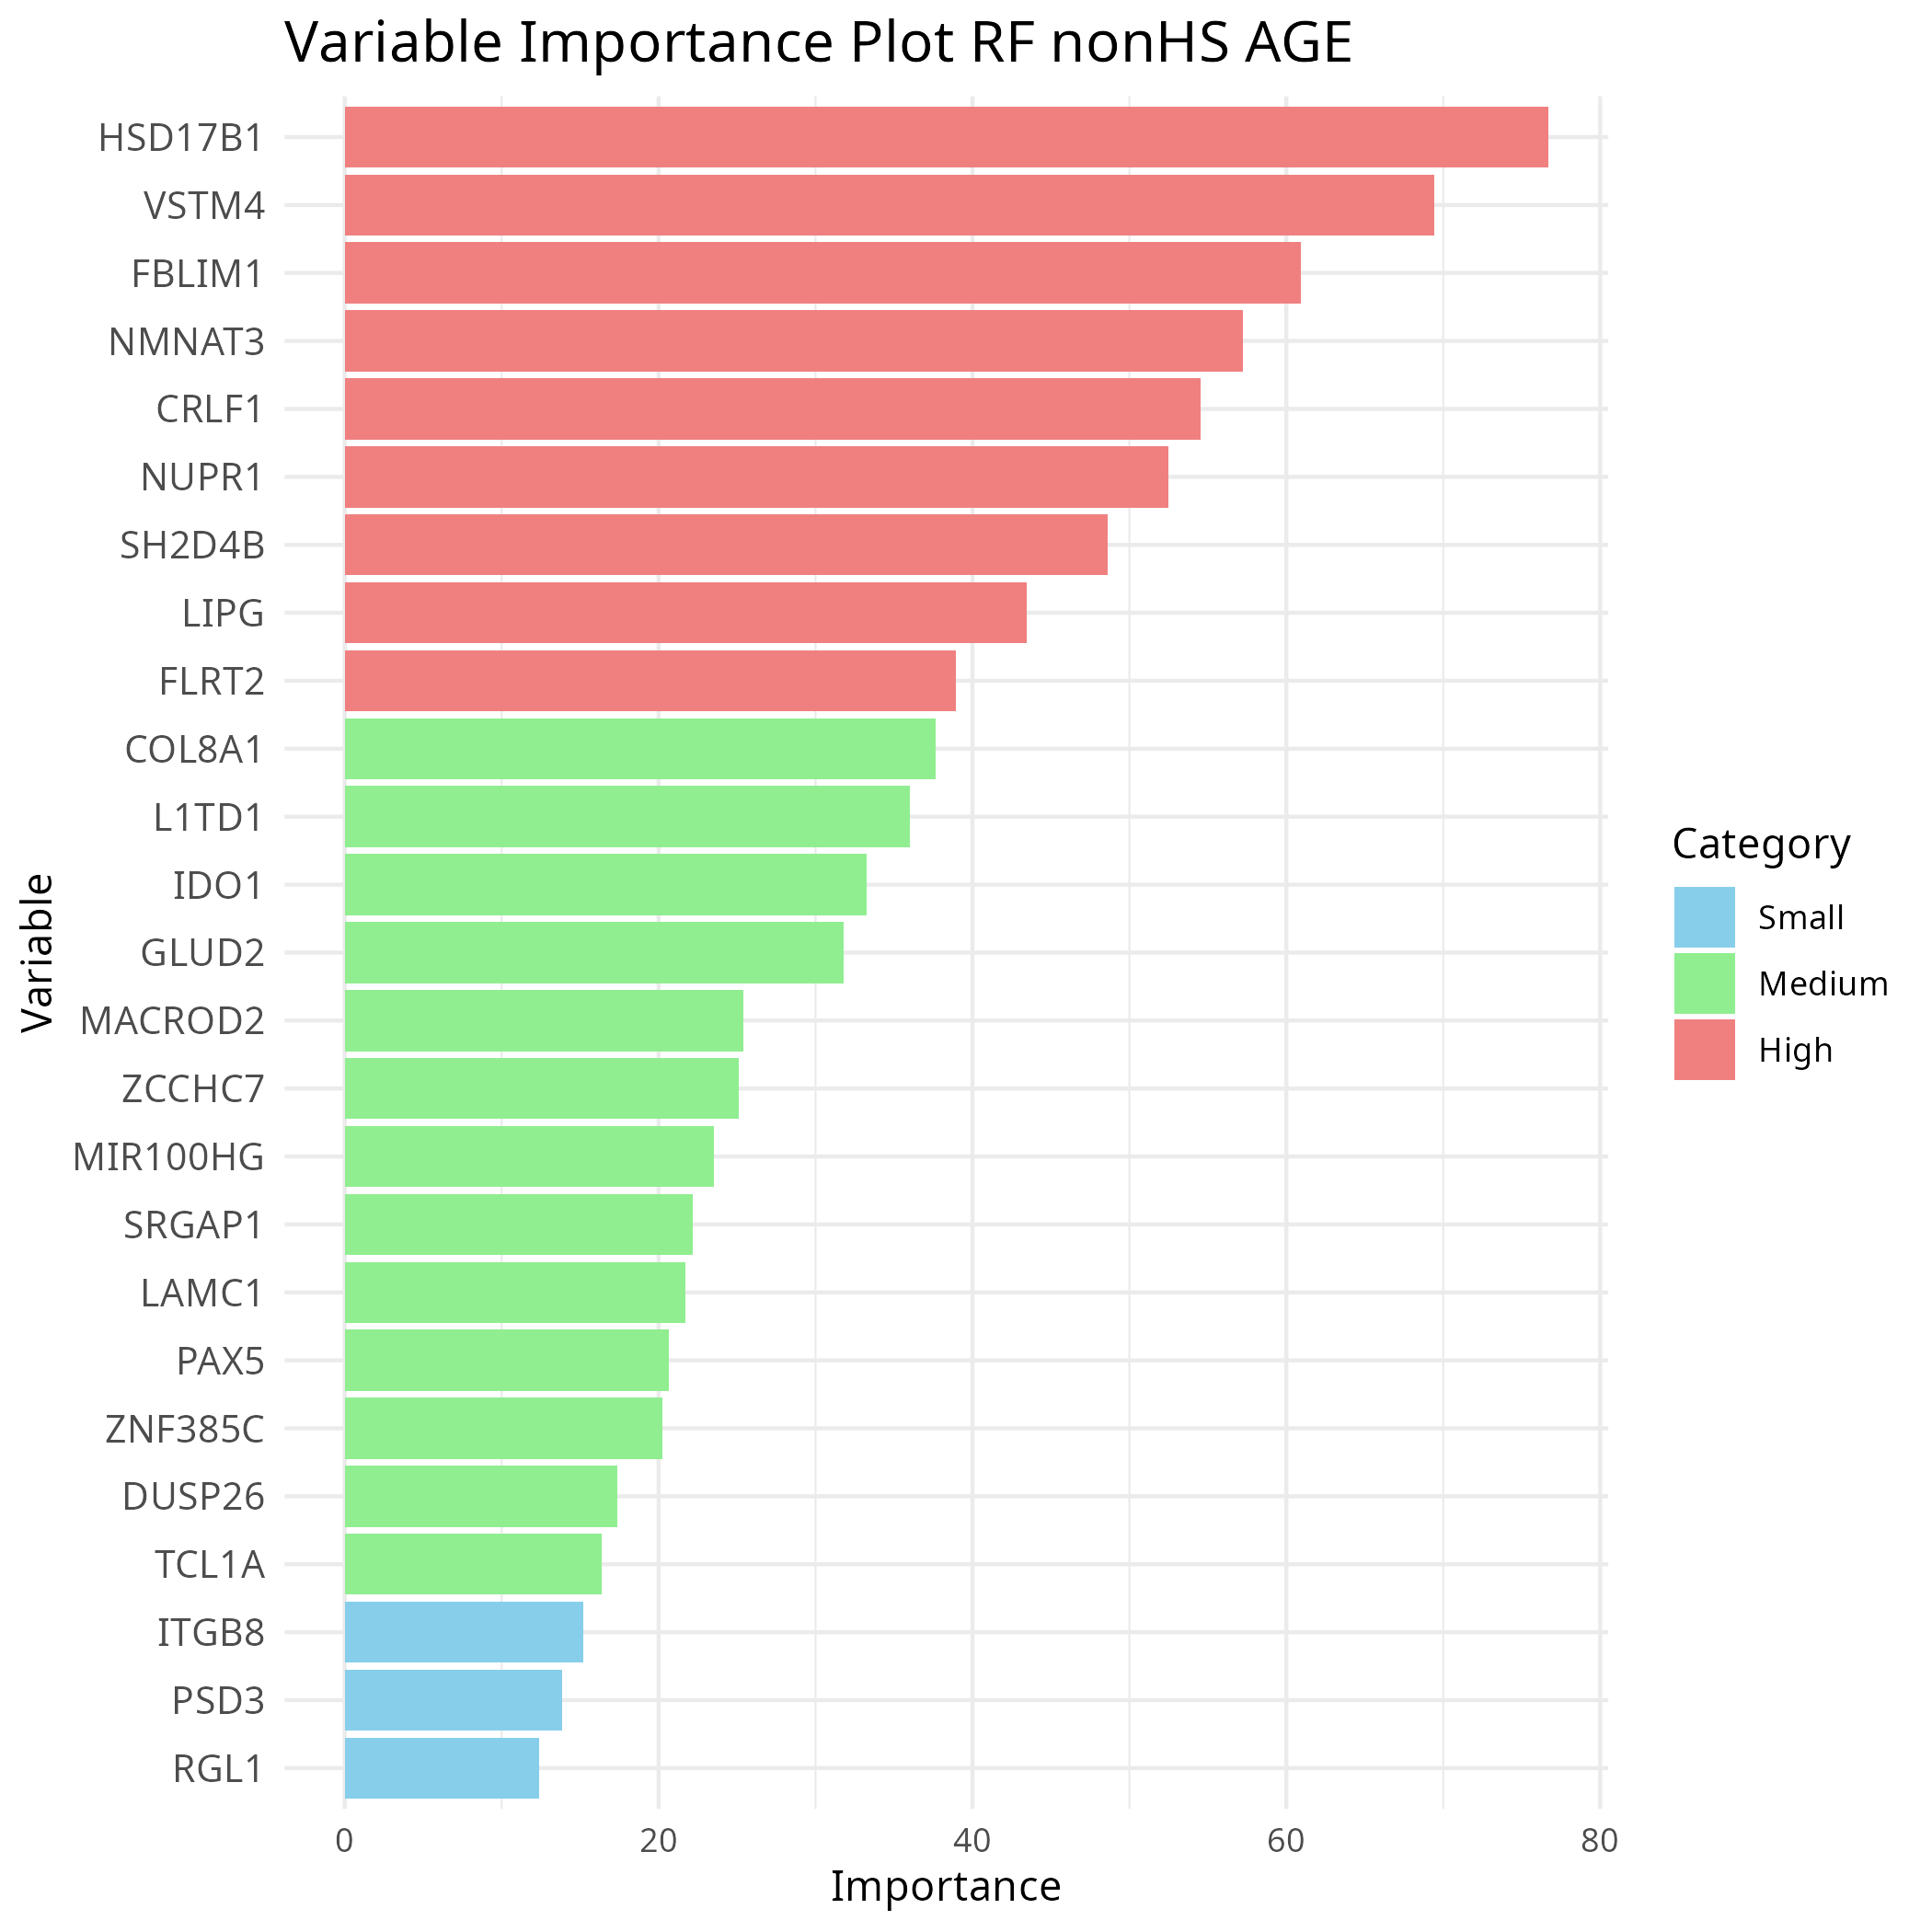 Variable Importance Plot RF nonHS AGE
HSD17B1
VSTM4
FBLIM1
NMNAT3
CRLF1
NUPR1
SH2D4B
LIPG
FLRT2
COL8A1
L1TD1
IDO1
GLUD2
MACROD2
ZCCHC7
MIR100HG
SRGAP1
LAMC1
PAX5
ZNF385C
DUSP26
TCL1A
ITGB8
PSD3
RGL1
Variable
0 20 40 60 80
Importance
Category
Small
Medium
High